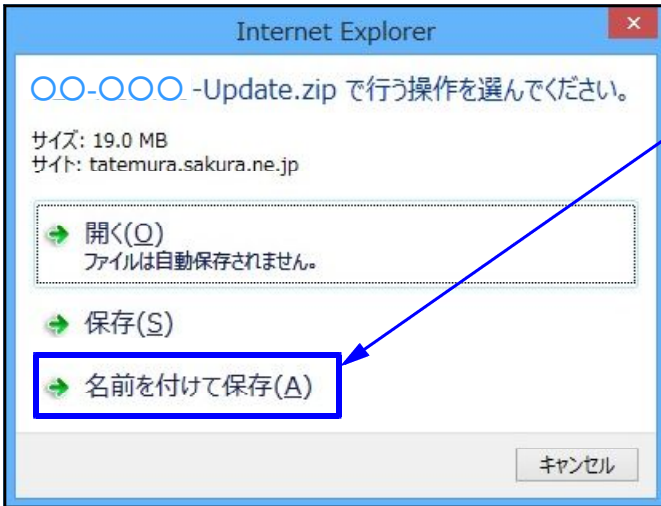 Internet Explorer
〇〇-〇〇〇 -Update.zip で行う操作を選んでください。
サイズ: 19.0 MB
サイト: tatemura.sakura.ne.jp
開く(O)
ファイルは自動保存されません。
保存(S)
名前を付けて保存(A)
キャンセル